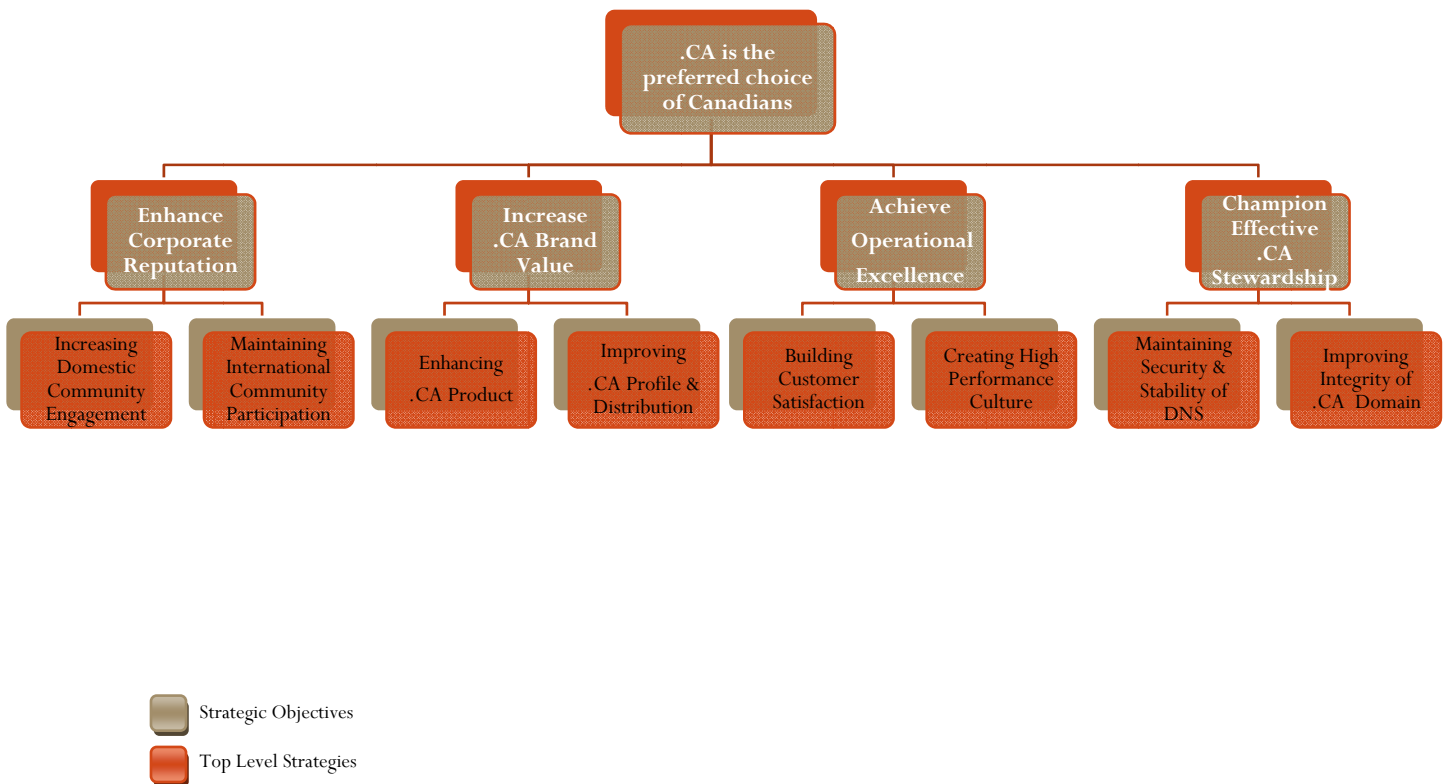 .CA is the
preferred choice
of Canadians
Enhance
Corporate
Reputation
Increase
.CA Brand
Value
Achieve
Operational
Excellence
Champion
Effective
.CA
Stewardship
Increasing
Domestic
Community
Engagement
Maintaining
International
Community
Participation
Enhancing
.CA Product
Improving
.CA Profile &
Distribution
Building
Customer
Satisfaction
Creating High
Performance
Culture
Maintaining
Security &
Stability of
DNS
Improving
Integrity of
.CA Domain
Strategic Objectives
Top Level Strategies